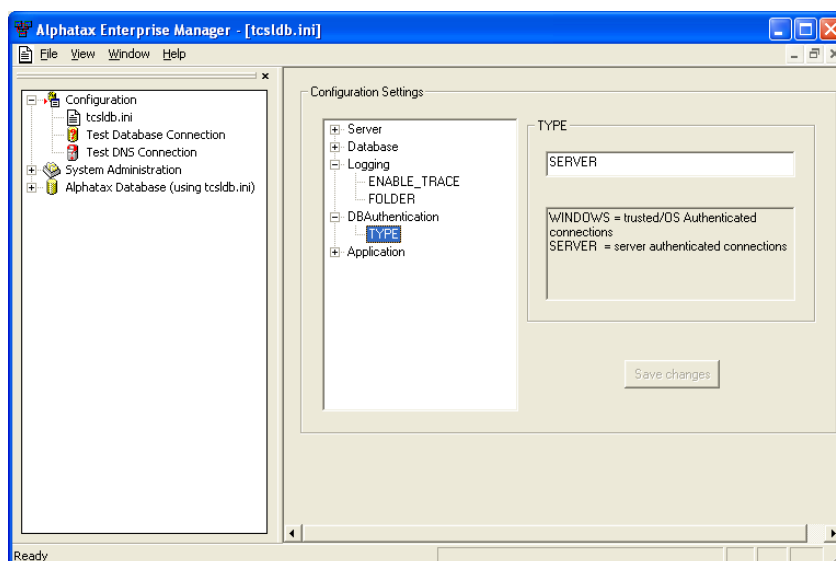 Alphatax Enterprise Manager - [tcsldb.ini]
File View Window Help
Configuration
tcsldb.ini
Test Database Connection
Test DNS Connection
System Administration
Alphatax Database (using tcsldb.ini)
Configuration Settings
Server
Database
Logging
ENABLE_TRACE
FOLDER
DBAuthentication
TYPE
Application
TYPE
SERVER
WINDOWS = trusted/OS Authenticated
connections
SERVER = server authenticated connections
Save changes
Ready